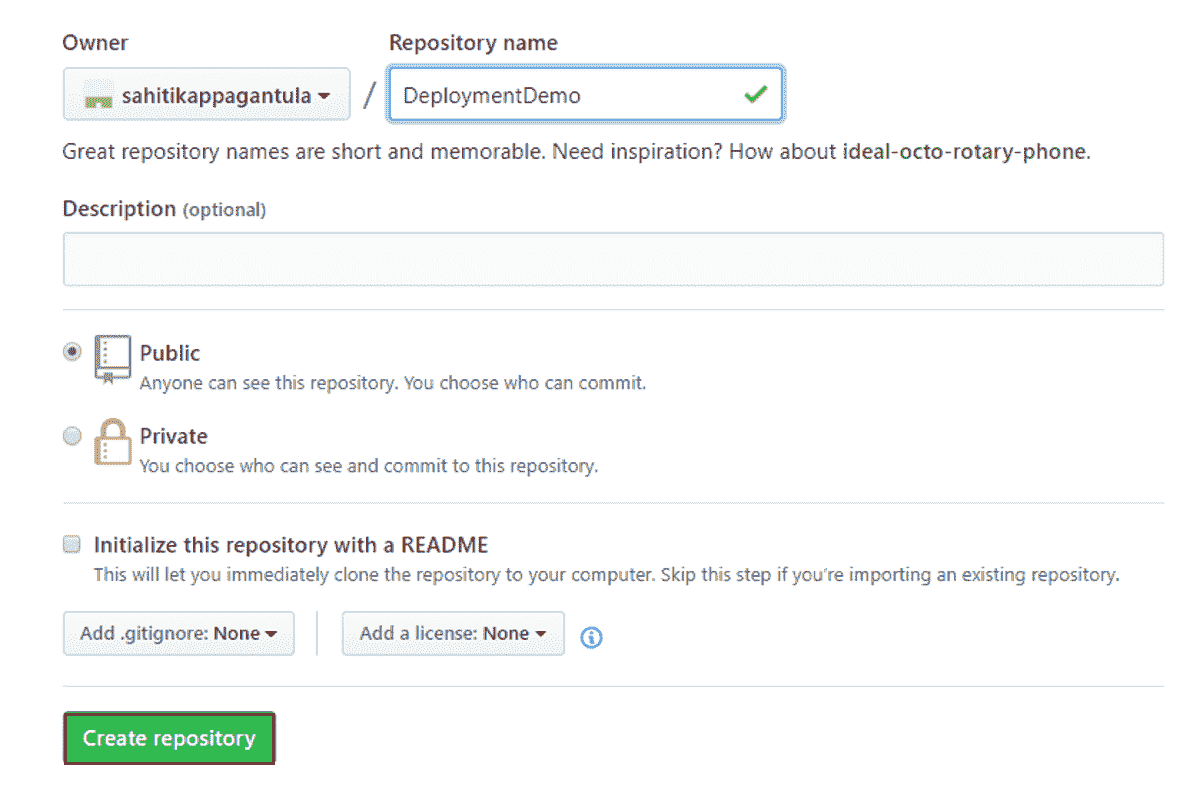 Owner
Repository name
sahitikappagantula / DeploymentDemo
Great repository names are short and memorable. Need inspiration? How about ideal-octo-rotary-phone.
Description (optional)
Public
Anyone can see this repository. You choose who can commit.
Private
You choose who can see and commit to this repository.
Initialize this repository with a README
This will let you immediately clone the repository to your computer. Skip this step if you're importing an existing repository.
Add .gitignore: None
Add a license: None
Create repository